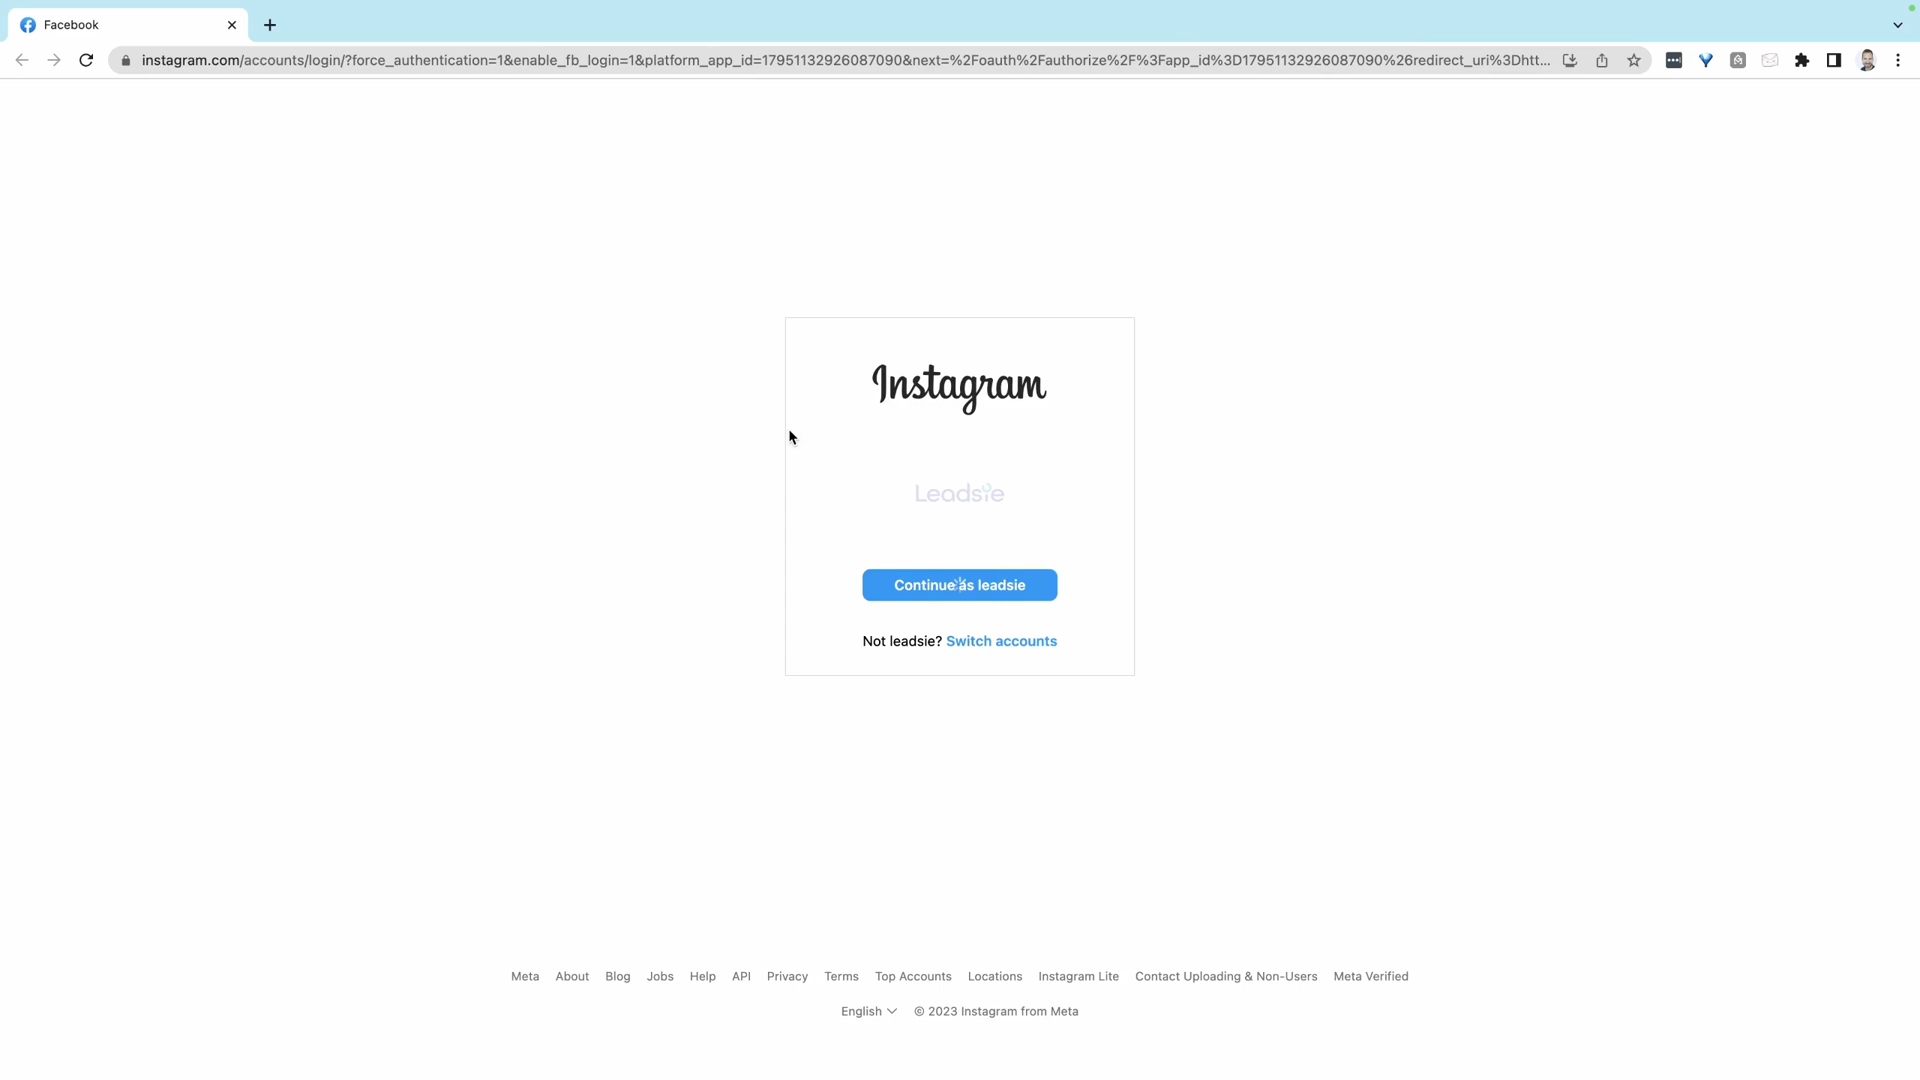 Facebook
instagram.com/accounts/login/?force_authentication=1&enable_fb_login=1&platform_app_id=17951132926087090&next=%2Foauth%2Fauthorize%2F%3Fapp_id%3D17951132926087090%26redirect_uri%3Dhtt...
Instagram
Leadsie
Continue as leadsie
Not leadsie? Switch accounts
Meta About Blog Jobs Help API Privacy Terms Top Accounts Locations Instagram Lite Contact Uploading & Non-Users Meta Verified
English © 2023 Instagram from Meta